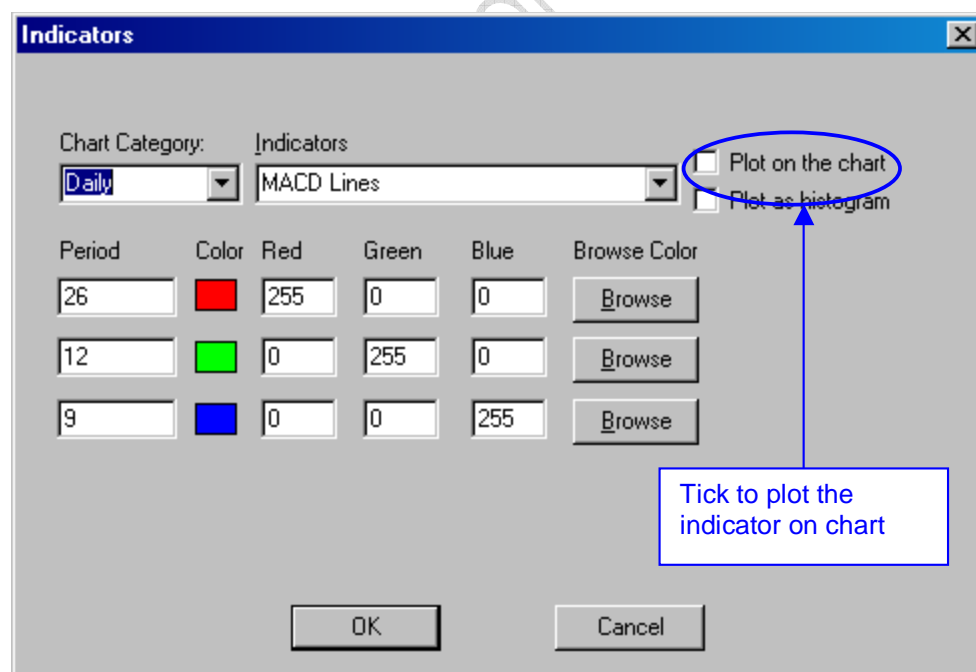 Indicators
Chart Category: Indicators
Daily MACD Lines Plot on the chart
Plot as histogram
Period Color Red Green Blue Browse Color
26 255 0 0 Browse
12 0 255 0 Browse
9 0 0 255 Browse
Tick to plot the
indicator on chart
OK Cancel